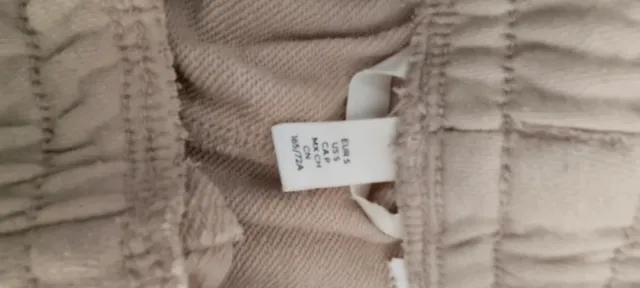 EUR S
US S
CA P
MX CH
CN
165/72A